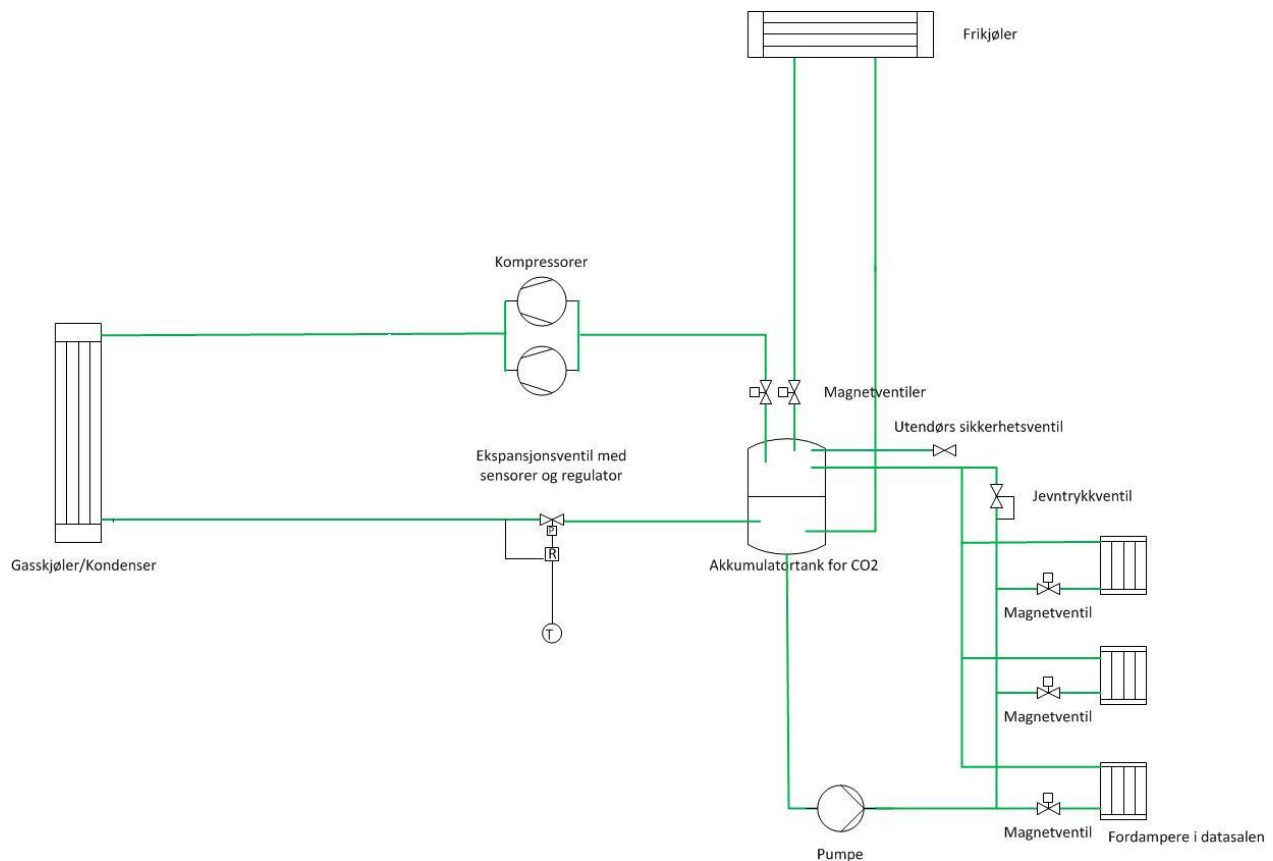 Frikjøler
Kompressorer
Magnetventiler
Utendørs sikkerhetsventil
Ekspansjonsventil med
sensorer og regulator
Jevntrykkventil
P
R
Gasskjøler/Kondenser
Akkumulatortank for CO2
Magnetventil
T
Magnetventil
Magnetventil
Fordampere i datasalen
Pumpe